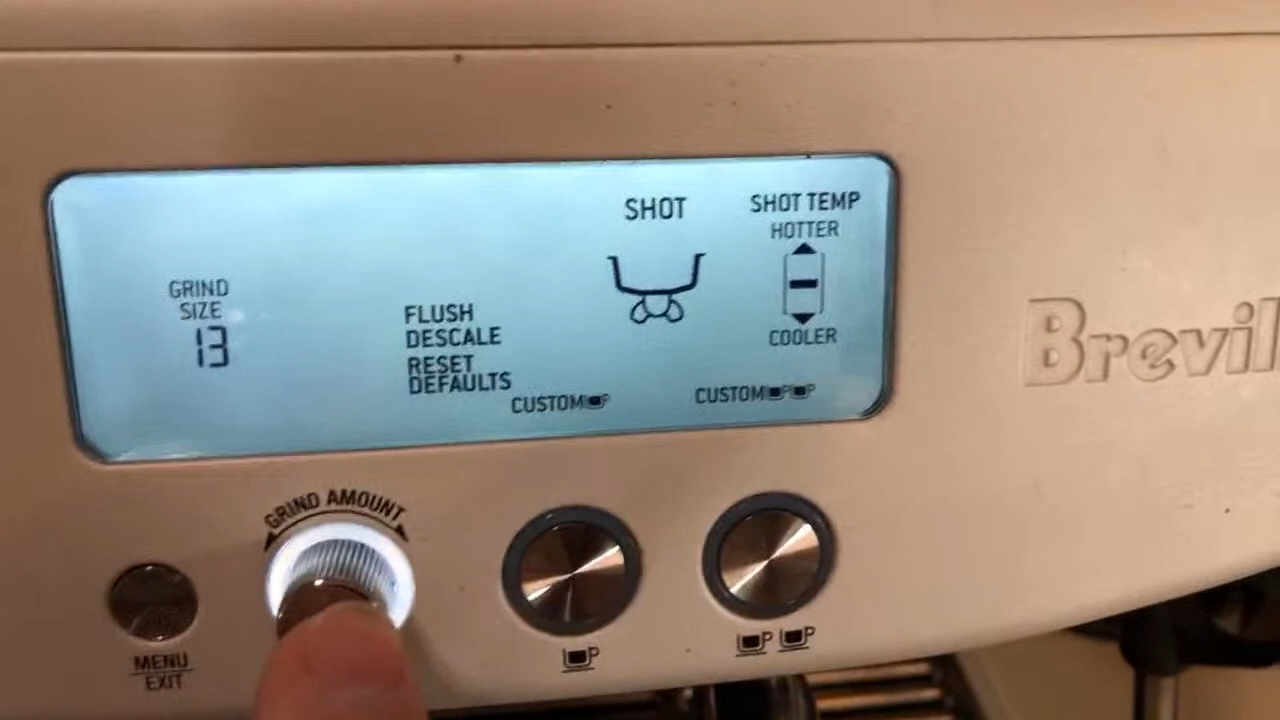 SHOT
SHOT TEMP
HOTTER
COOLER
GRIND
SIZE
13
FLUSH
DESCALE
RESET
DEFAULTS
CUSTOM
CUSTOM
Brevil
GRIND AMOUNT
MENU
EXIT